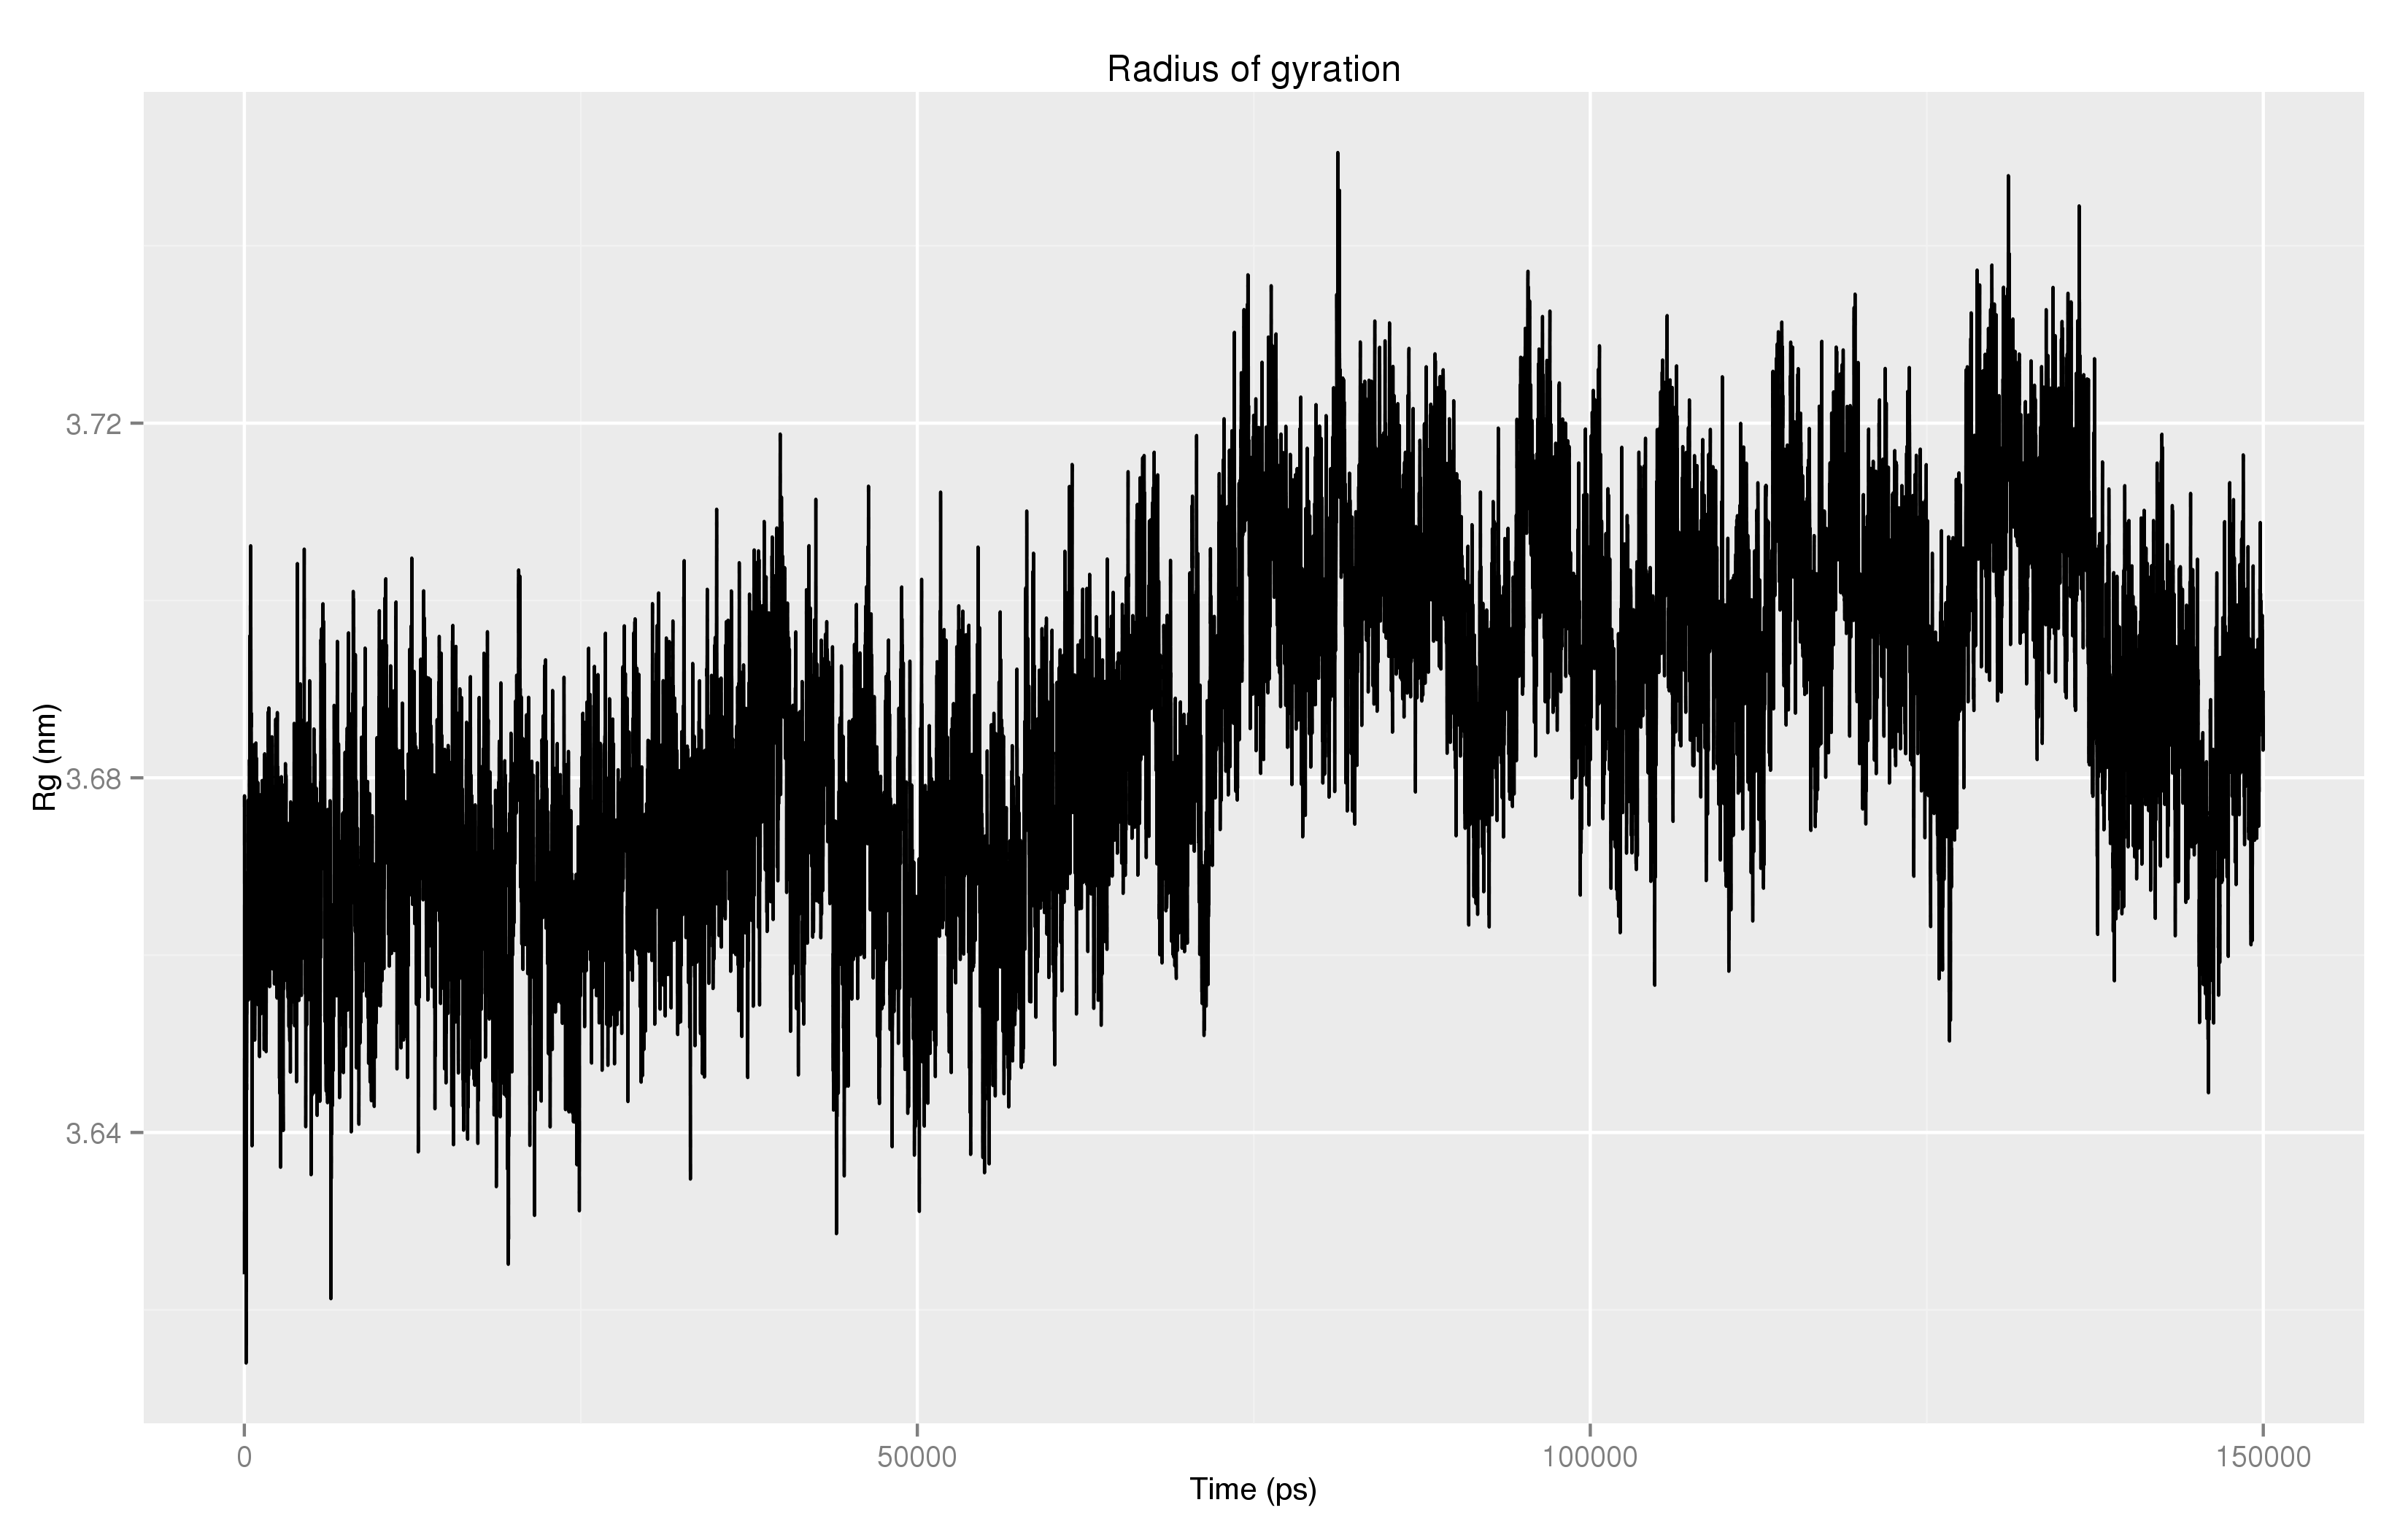 Radius of gyration
Rg (nm)
3.72
3.68
3.64
0 50000 100000 150000
Time (ps)